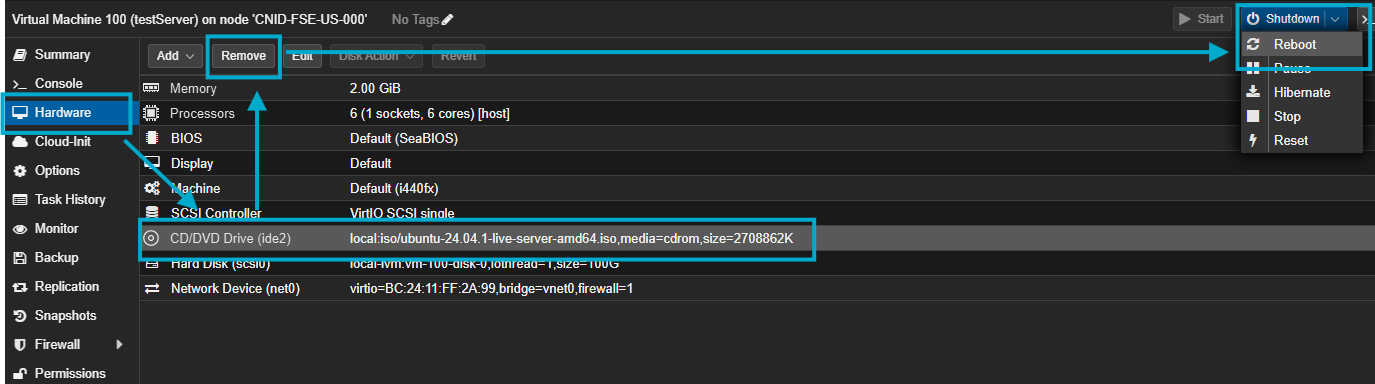 Virtual Machine 100 (testServer) on node 'CNID-FSE-US-000' No Tags Start Shutdown
Reboot
Pause
Hibernate
Stop
Reset
Summary
Console
Hardware
Cloud-Init
Options
Task History
Monitor
Backup
Replication
Snapshots
Firewall
Permissions
Add Remove Edit Disk Action Revert
Memory 2.00 GiB
Processors 6 (1 sockets, 6 cores) [host]
BIOS Default (SeaBIOS)
Display Default
Machine Default (i440fx)
SCSI Controller VirtIO SCSI single
CD/DVD Drive (ide2) local:iso/ubuntu-24.04.1-live-server-amd64.iso,media=cdrom,size=2708862K
Hard Disk (scsi0) local-lvm:vm-100-disk-0,iothread=1,size=100G
Network Device (net0) virtio=BC:24:11:FF:2A:99,bridge=vnet0,firewall=1